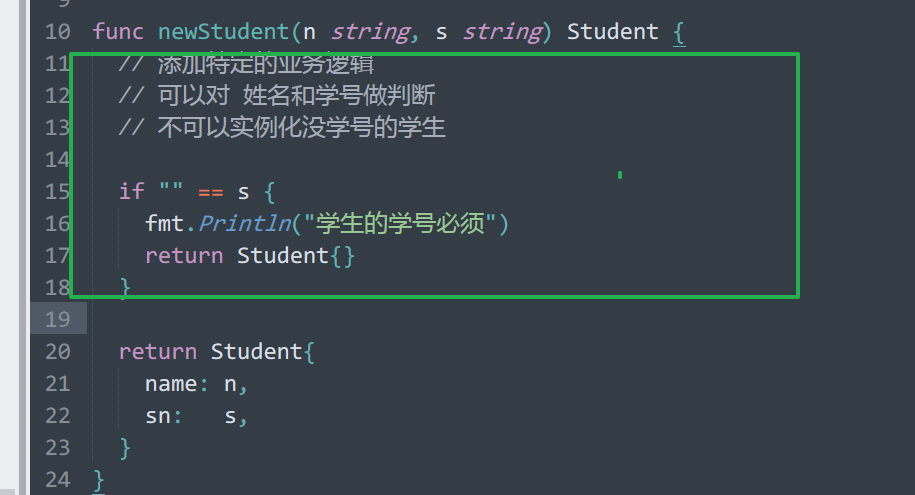 9
10 func newStudent(n string, s string) Student {
11 // 添加特定的业务逻辑
12 // 可以对 姓名和学号做判断
13 // 不可以实例化没学号的学生
14
15 if "" == s {
16 fmt.Println("学生的学号必须")
17 return Student{}
18 }
19
20 return Student{
21 name: n,
22 sn: s,
23 }
24 }